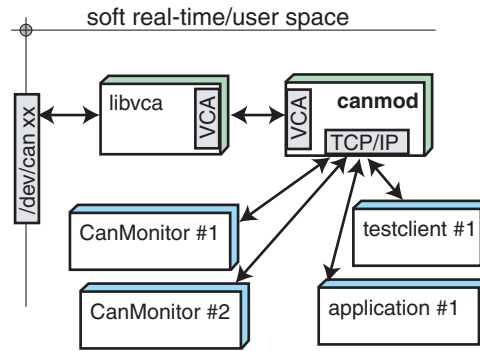 soft real-time/user space
/dev/can xx
libvca
VCA
VCA
canmod
TCP/IP
CanMonitor #1
testclient #1
CanMonitor #2
application #1